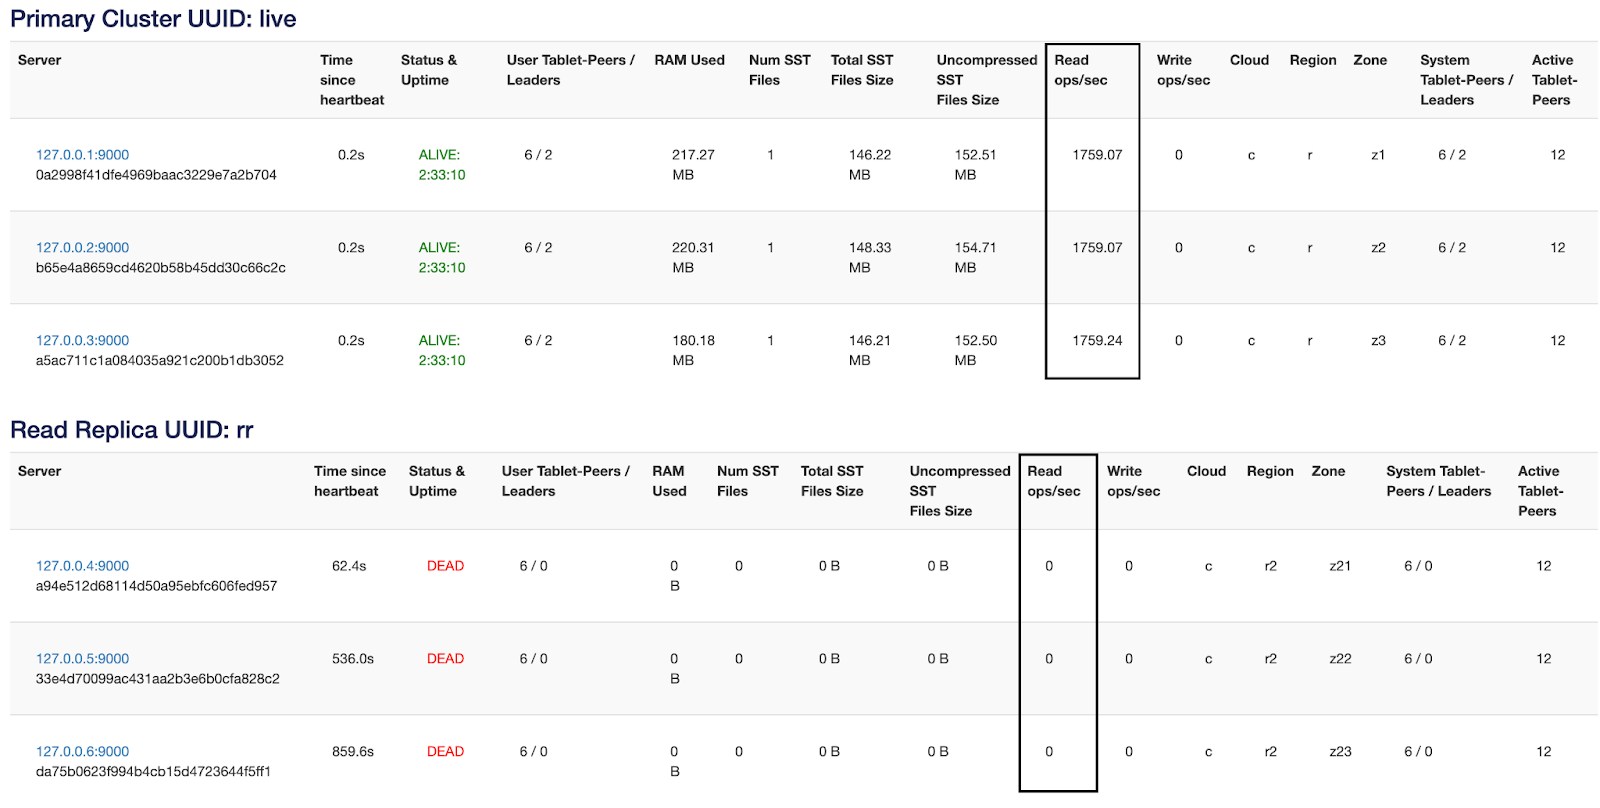 Primary Cluster UUID: live
Server Time since heartbeat Status & Uptime User Tablet-Peers / Leaders RAM Used Num SST Files Total SST Files Size Uncompressed SST Files Size Read ops/sec Write ops/sec Cloud Region Zone System Tablet-Peers / Leaders Active Tablet-Peers
127.0.0.1:9000 0.2s ALIVE: 6 / 2 217.27 1 146.22 152.51 1759.07 0 c r z1 6 / 2 12
0a2998f41dfe4969baac3229e7a2b704 2:33:10 MB MB MB
127.0.0.2:9000 0.2s ALIVE: 6 / 2 220.31 1 148.33 154.71 1759.07 0 c r z2 6 / 2 12
b65e4a8659cd4620b58b45dd30c66c2c 2:33:10 MB MB MB
127.0.0.3:9000 0.2s ALIVE: 6 / 2 180.18 1 146.21 152.50 1759.24 0 c r z3 6 / 2 12
a5ac711c1a084035a921c200b1db3052 2:33:10 MB MB MB
Read Replica UUID: rr
Server Time since heartbeat Status & Uptime User Tablet-Peers / Leaders RAM Used Num SST Files Total SST Files Size Uncompressed SST Files Size Read ops/sec Write ops/sec Cloud Region Zone System Tablet-Peers / Leaders Active Tablet-Peers
127.0.0.4:9000 62.4s DEAD 6 / 0 0 0 0 B 0 B 0 0 c r2 z21 6 / 0 12
a94e512d68114d50a95ebfc606fed957 B
127.0.0.5:9000 536.0s DEAD 6 / 0 0 0 0 B 0 B 0 0 c r2 z22 6 / 0 12
33e4d70099ac431aa2b3e6b0cfa828c2 B
127.0.0.6:9000 859.6s DEAD 6 / 0 0 0 0 B 0 B 0 0 c r2 z23 6 / 0 12
da75b0623f994b4cb15d4723644f5ff1 B